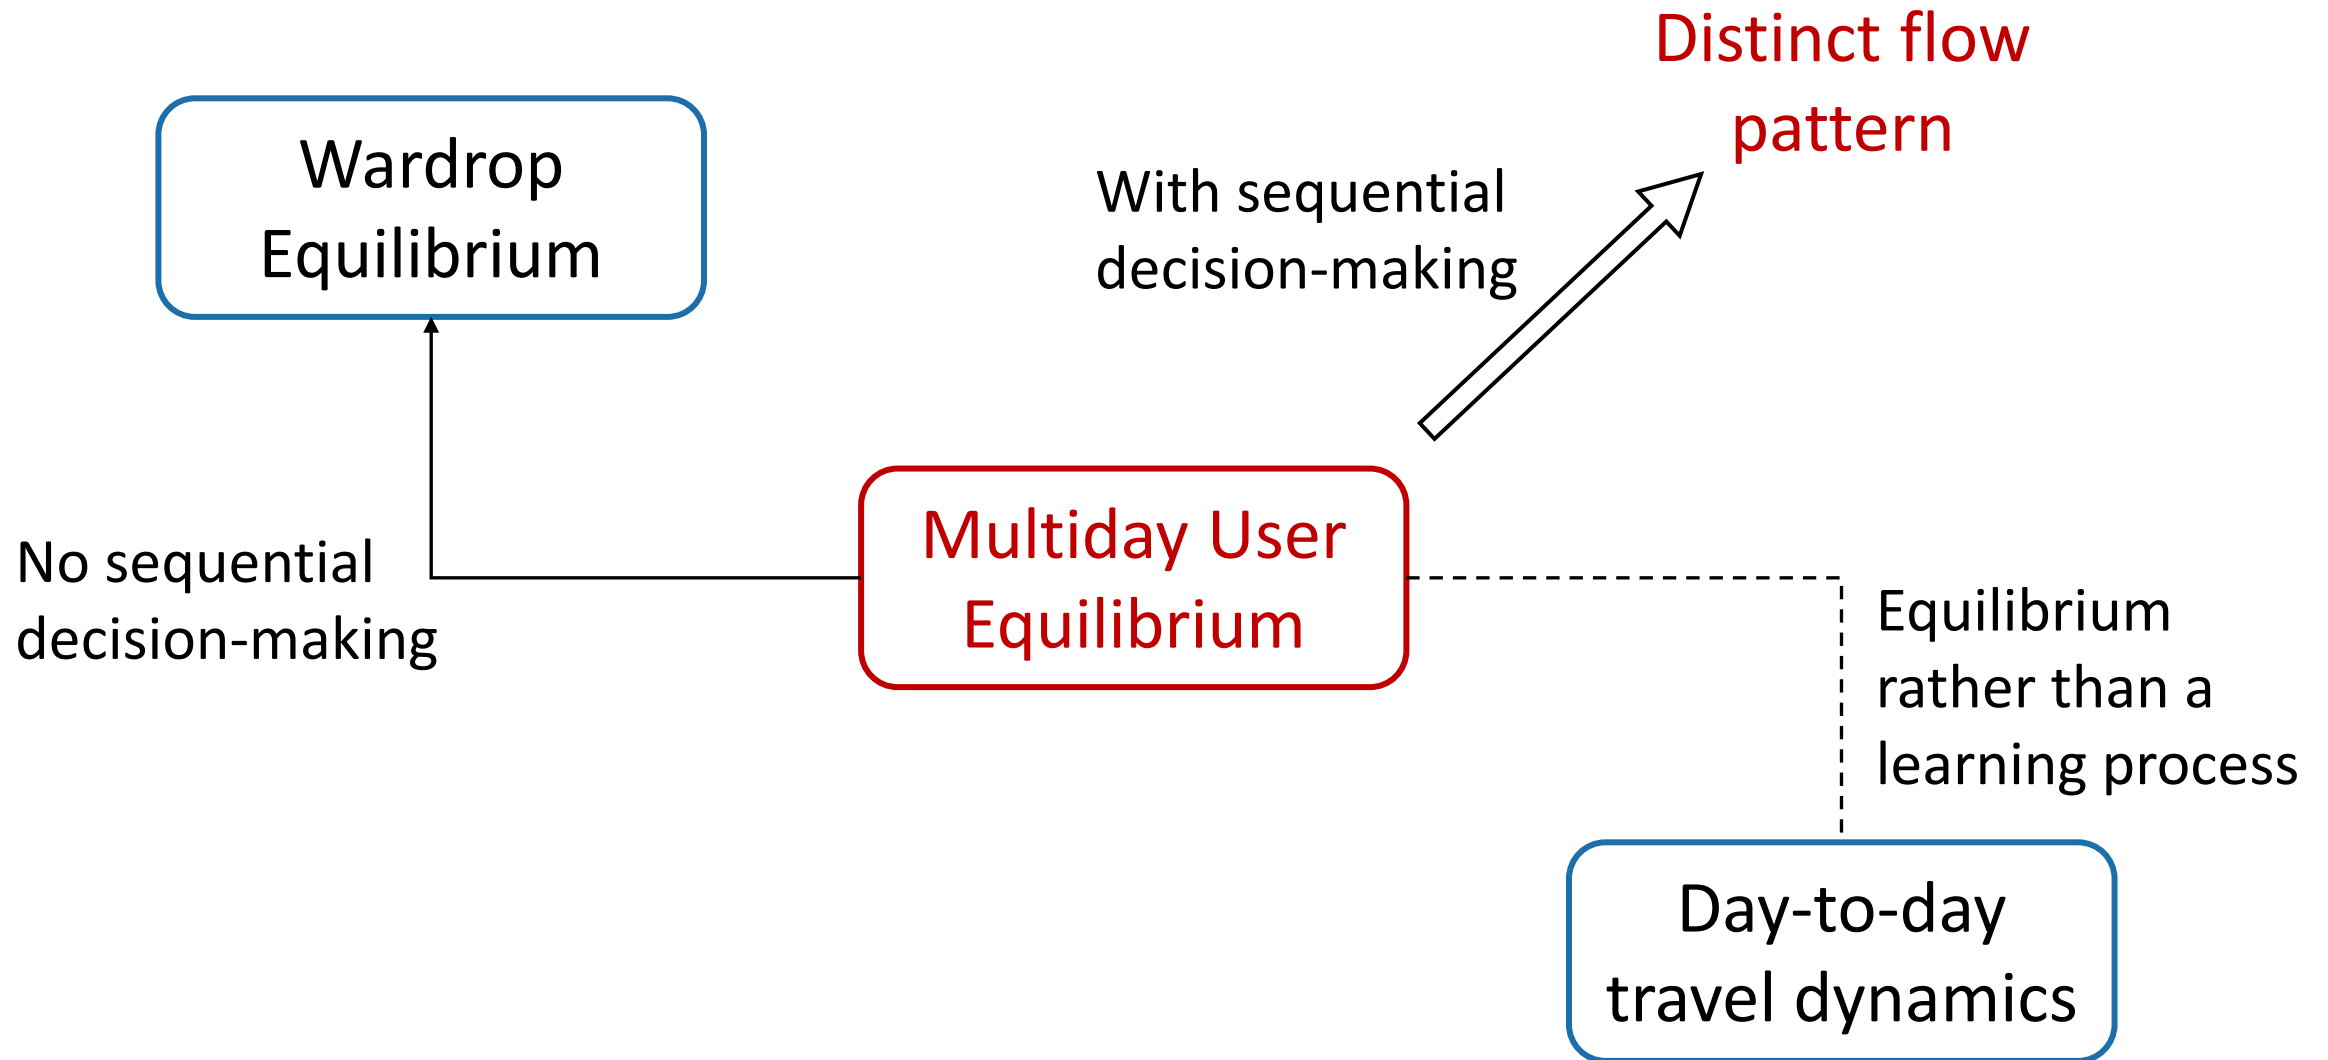 Distinct flow
pattern
Wardrop
Equilibrium
With sequential
decision-making
No sequential
decision-making
Multiday User
Equilibrium
Equilibrium
rather than a
learning process
Day-to-day
travel dynamics